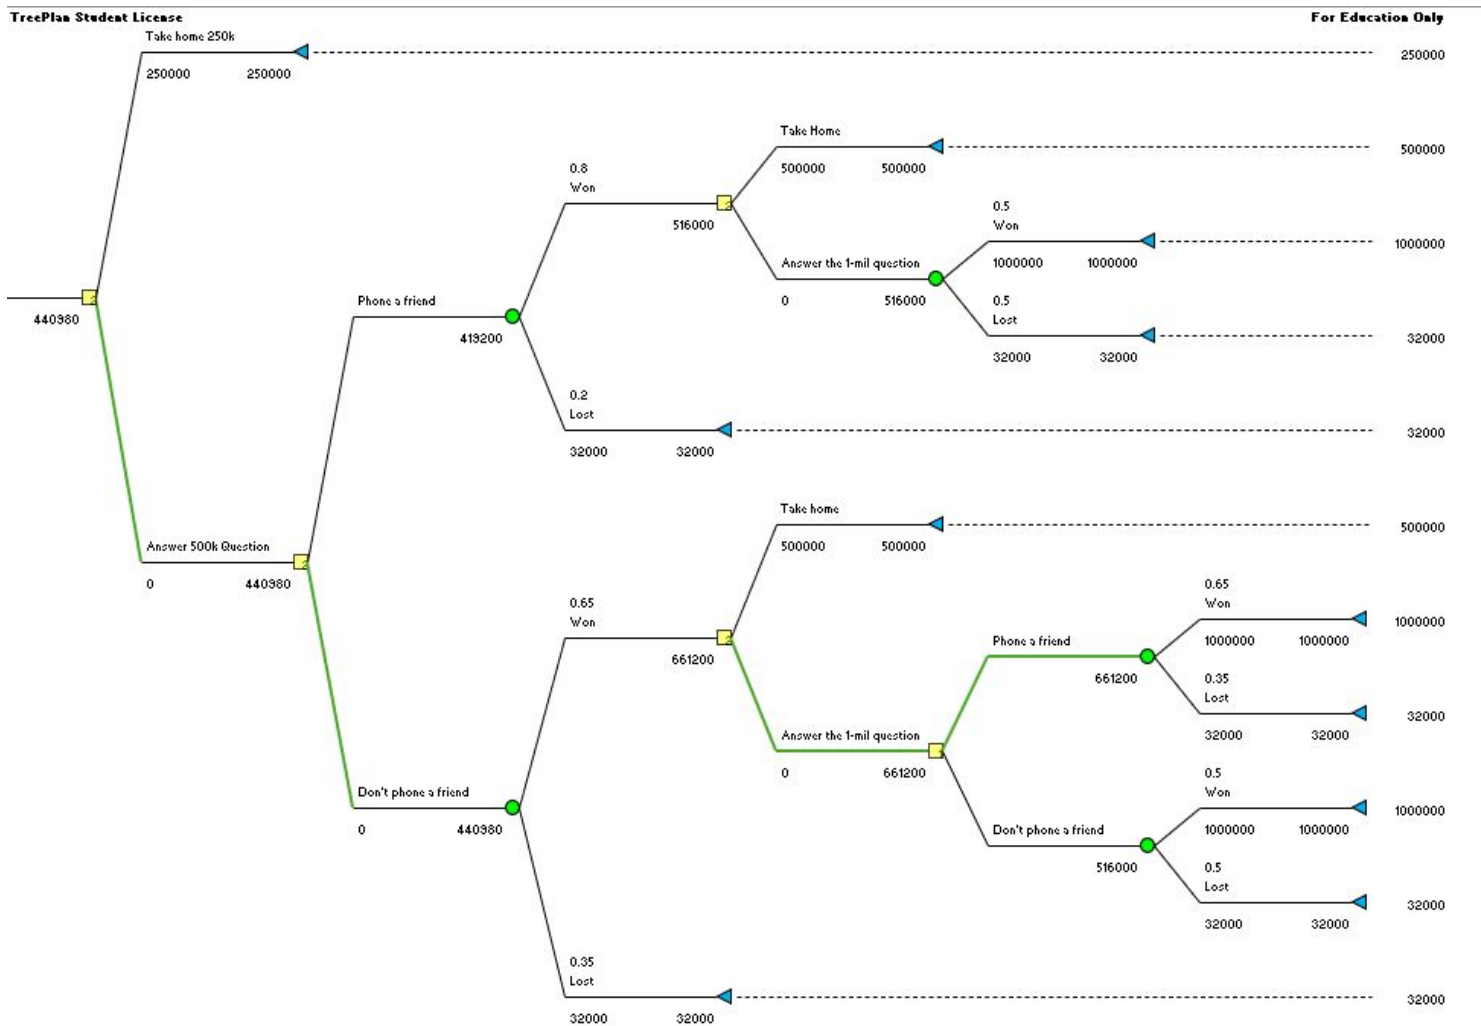 TreePlan Student License For Education Only
Take home 250k
250000 250000 250000
Take Home
500000 500000 500000
0.8
Won
516000
0.5
Won
1000000 1000000 1000000
Answer the 1-mil question
0 516000
0.5
Lost
32000 32000 32000
440980
Phone a friend
419200
0.2
Lost
32000 32000 32000
Take home
500000 500000 500000
Answer 500k Question
0 440980
0.65
Won
661200
0.65
Won
1000000 1000000 1000000
Phone a friend
661200
0.35
Lost
32000 32000 32000
Answer the 1-mil question
0 661200
Don't phone a friend
0 440980
0.5
Won
1000000 1000000 1000000
Don't phone a friend
516000
0.5
Lost
32000 32000 32000
0.35
Lost
32000 32000 32000